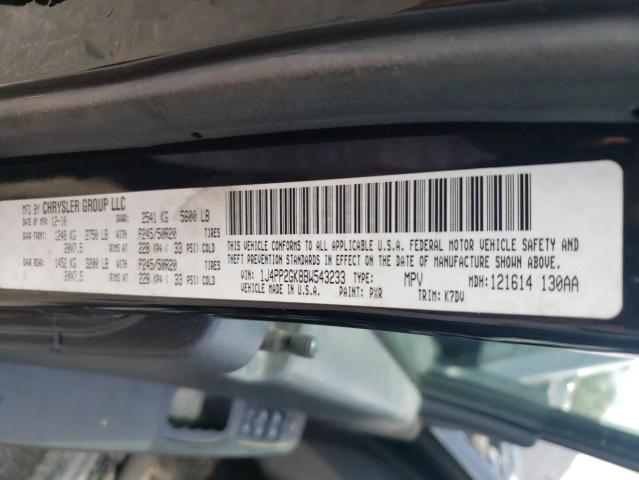 MFD BY CHRYSLER GROUP LLC
DATE OF MFR 12-10 GVWR: 2541 KG 5600 LB
GAWR FRONT: 1248 KG 2750 LB WITH P245/50R20 TIRES
20X7.5 RIMS AT 228 KPA ( 33 PSI) COLD
GAWR REAR: 1452 KG 3200 LB WITH P245/50R20 TIRES
20X7.5 RIMS AT 228 KPA ( 33 PSI) COLD
THIS VEHICLE CONFORMS TO ALL APPLICABLE U.S.A. FEDERAL MOTOR VEHICLE SAFETY AND
THEFT PREVENTION STANDARDS IN EFFECT ON THE DATE OF MANUFACTURE SHOWN ABOVE.
VIN: 1J4PP2GK8BW543233 MPV MDH: 121614 130AA
VEHICLE MADE IN U.S.A. PAINT: PXR TRIM: K7DV